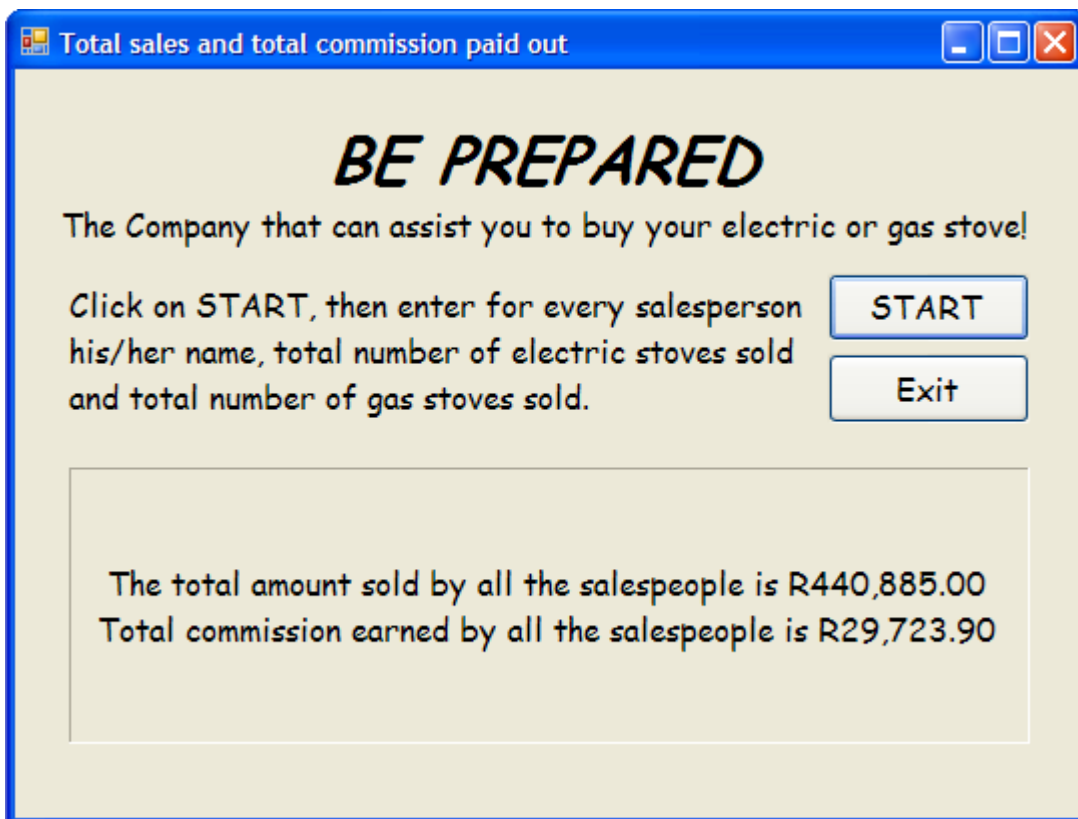 Total sales and total commission paid out
BE PREPARED
The Company that can assist you to buy your electric or gas stove!
Click on START, then enter for every salesperson
his/her name, total number of electric stoves sold
and total number of gas stoves sold.
START
Exit
The total amount sold by all the salespeople is R440,885.00
Total commission earned by all the salespeople is R29,723.90